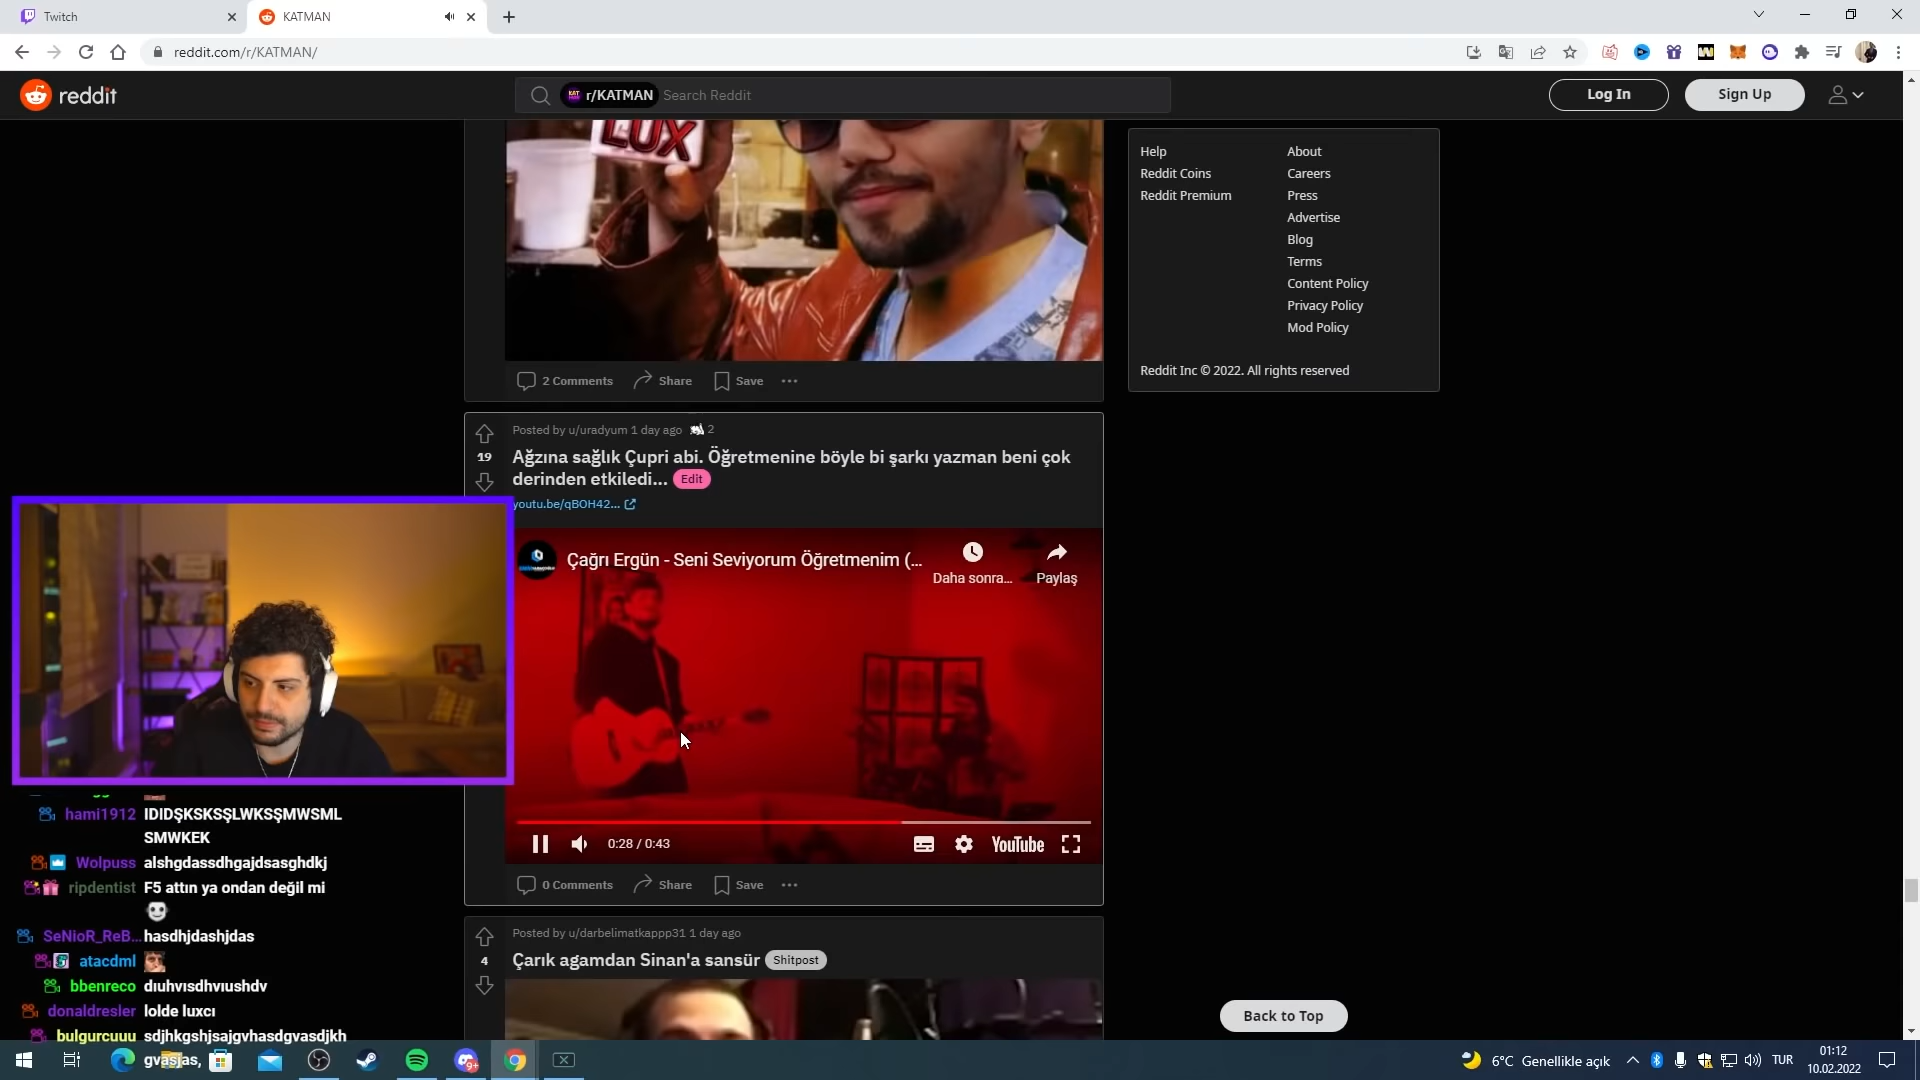 Twitch
KATMAN
reddit.com/r/KATMAN/
reddit
r/KATMAN Search Reddit
Log In
Sign Up
LUX
Help
Reddit Coins
Reddit Premium
About
Careers
Press
Advertise
Blog
Terms
Content Policy
Privacy Policy
Mod Policy
Reddit Inc © 2022. All rights reserved
2 Comments Share Save
Posted by u/uradyum 1 day ago 2
19
Ağzına sağlık Çupri abi. Öğretmenine böyle bi şarkı yazman beni çok
derinden etkiledi... Edit
youtu.be/qBOH42...
Çağrı Ergün - Seni Seviyorum Öğretmenim (...
Daha sonra...
Paylaş
0:28 / 0:43
YouTube
0 Comments Share Save
Posted by u/darbelimatkappp31 1 day ago
4
Çarık agamdan Sinan'a sansür Shitpost
Back to Top
hami1912 IDIDŞKSKSŞLWKSŞMWSML
SMWKEK
Wolpuss alshgdassdhgajdsasghdkj
ripdentist F5 attın ya ondan değil mi
SeNioR_ReB... hasdhjdashjdas
atacdml
bbenreco dıuhvısdhvıushdv
donaldresler lolde luxcı
bulgurcuuu sdjhkgshjsajgvhasdgvasdjkh
gvasjas,
9+
6°C Genellikle açık
TUR
01:12
10.02.2022